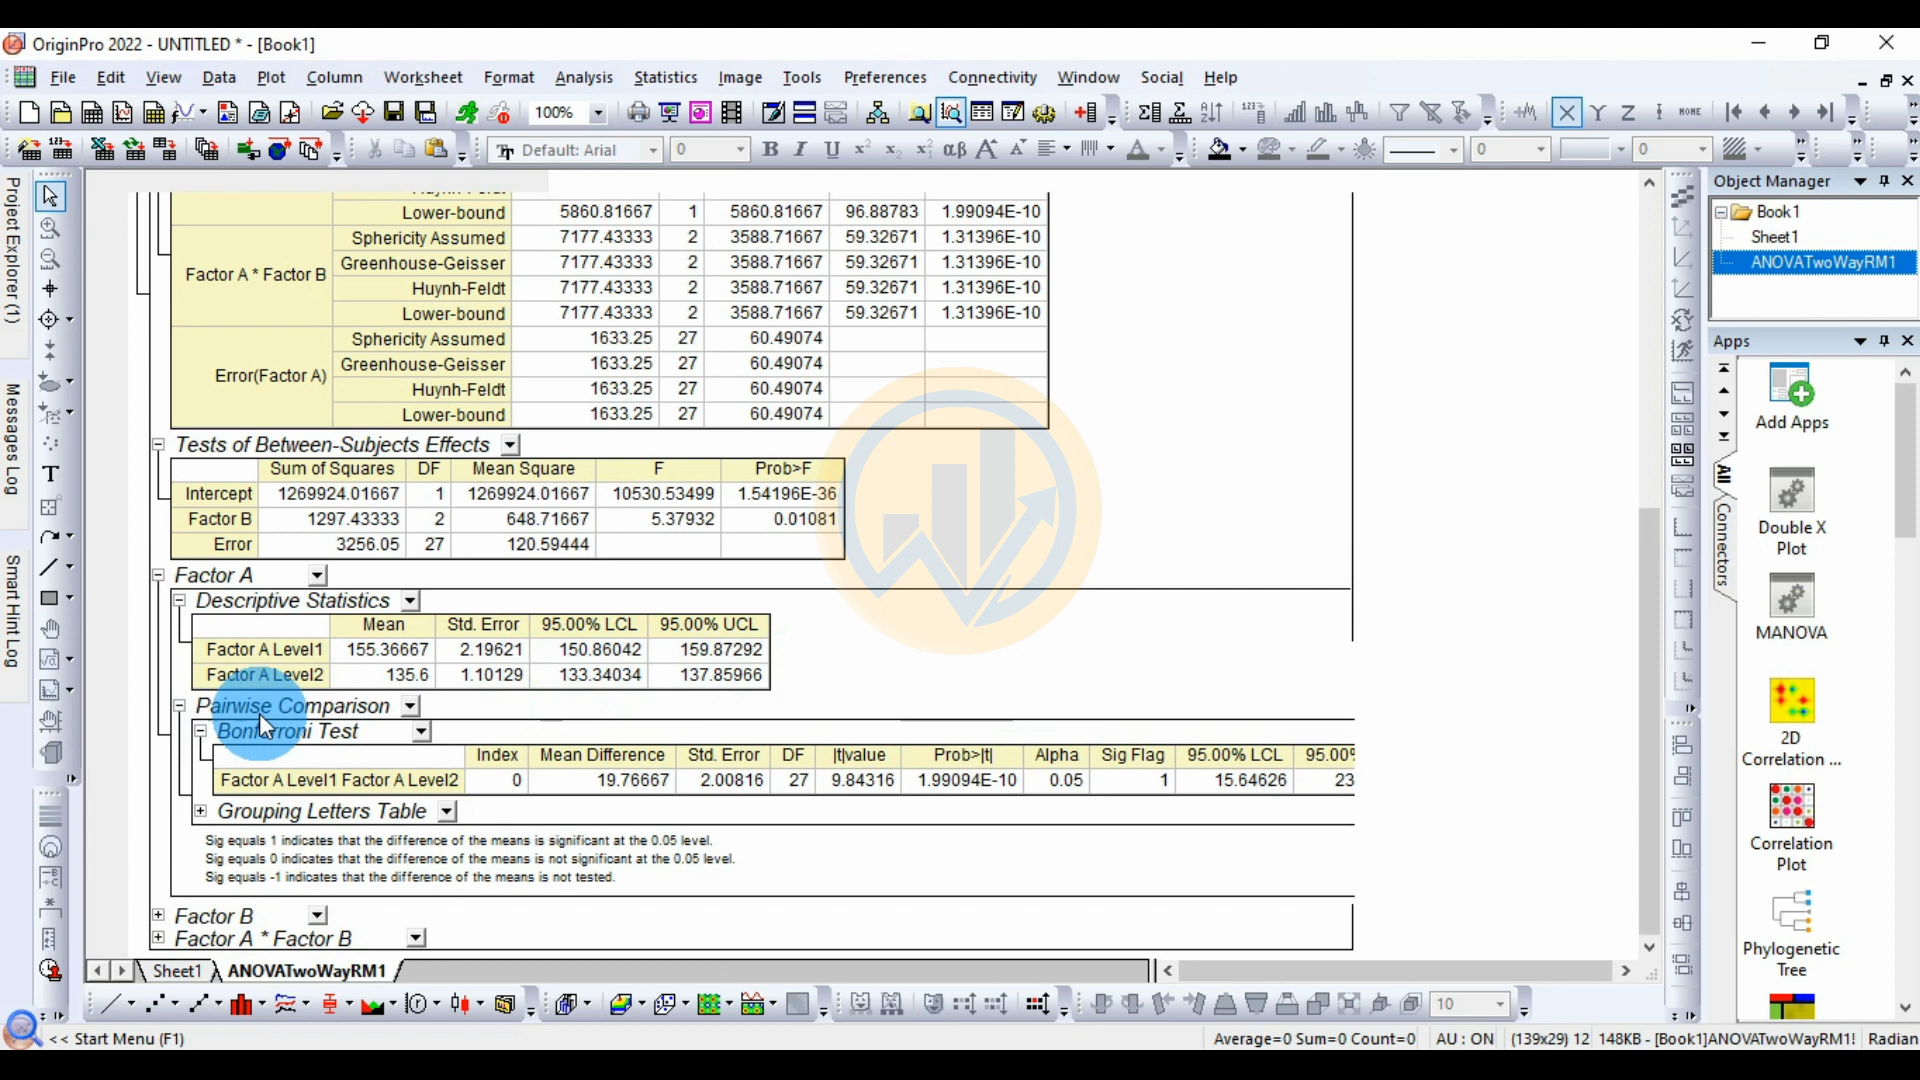 OriginPro 2022 - UNTITLED * - [Book1]
File Edit View Data Plot Column Worksheet Format Analysis Statistics Image Tools Preferences Connectivity Window Social Help
100%
Default: Arial 0 B I U 0 0
Project Explorer (1)
Messages Log
Smart Hint Log
Lower-bound 5860.81667 1 5860.81667 96.88783 1.99094E-10
Factor A * Factor B
Sphericity Assumed 7177.43333 2 3588.71667 59.32671 1.31396E-10
Greenhouse-Geisser 7177.43333 2 3588.71667 59.32671 1.31396E-10
Huynh-Feldt 7177.43333 2 3588.71667 59.32671 1.31396E-10
Lower-bound 7177.43333 2 3588.71667 59.32671 1.31396E-10
Error(Factor A)
Sphericity Assumed 1633.25 27 60.49074
Greenhouse-Geisser 1633.25 27 60.49074
Huynh-Feldt 1633.25 27 60.49074
Lower-bound 1633.25 27 60.49074
Tests of Between-Subjects Effects
Sum of Squares DF Mean Square F Prob>F
Intercept 1269924.01667 1 1269924.01667 10530.53499 1.54196E-36
Factor B 1297.43333 2 648.71667 5.37932 0.01081
Error 3256.05 27 120.59444
Factor A
Descriptive Statistics
Mean Std. Error 95.00% LCL 95.00% UCL
Factor A Level1 155.36667 2.19621 150.86042 159.87292
Factor A Level2 135.6 1.10129 133.34034 137.85966
Pairwise Comparison
Bonferroni Test
Index Mean Difference Std. Error DF |t|value Prob>|t| Alpha Sig Flag 95.00% LCL 95.00%
Factor A Level1 Factor A Level2 0 19.76667 2.00816 27 9.84316 1.99094E-10 0.05 1 15.64626 23
Grouping Letters Table
Sig equals 1 indicates that the difference of the means is significant at the 0.05 level.
Sig equals 0 indicates that the difference of the means is not significant at the 0.05 level.
Sig equals -1 indicates that the difference of the means is not tested.
Factor B
Factor A * Factor B
Sheet1 ANOVATwoWayRM1
10
<< Start Menu (F1)
Average=0 Sum=0 Count=0 AU : ON (139x29) 12 148KB - [Book1]ANOVATwoWayRM1! Radian
Object Manager
Book1
Sheet1
ANOVATwoWayRM1
Apps
All
Connectors
Add Apps
Double X
Plot
MANOVA
2D
Correlation ...
Correlation
Plot
Phylogenetic
Tree